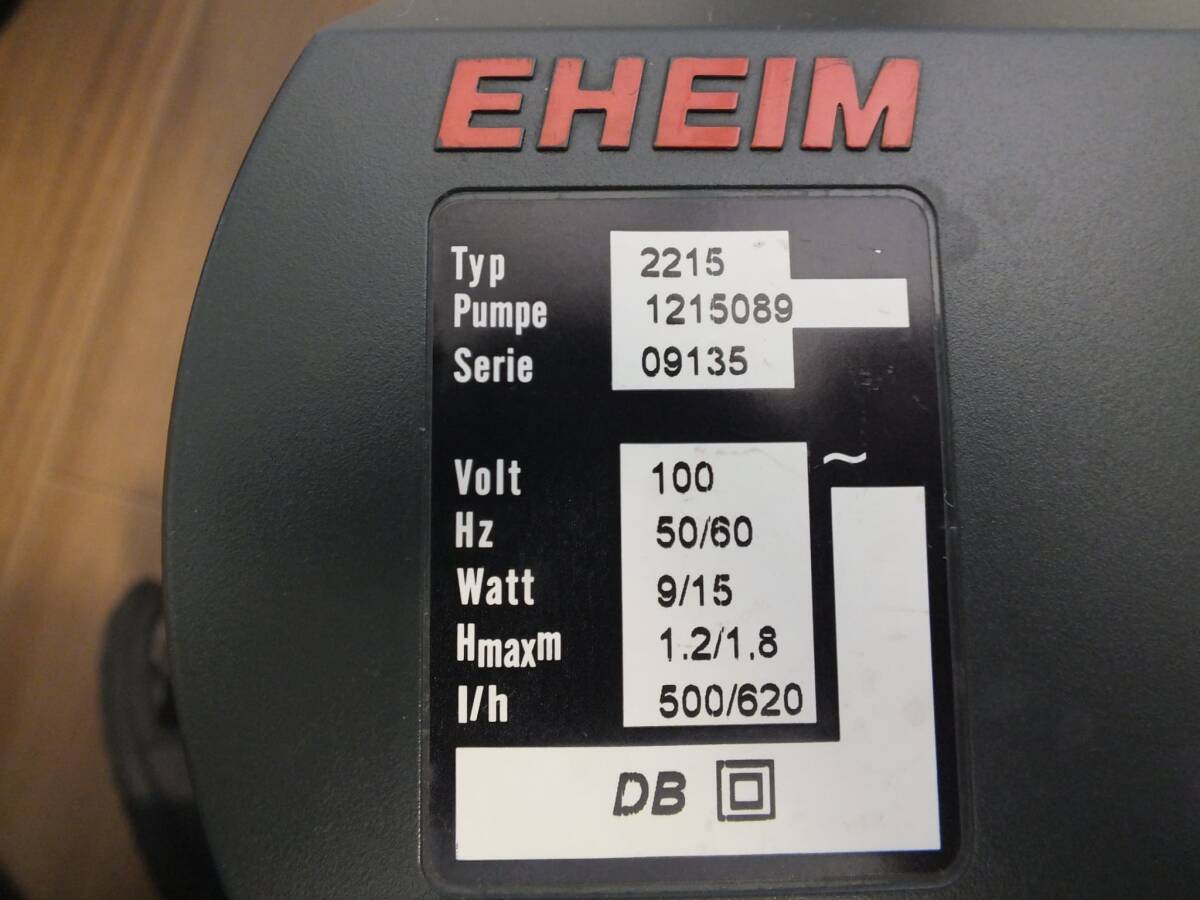 EHEIM
Typ 2215
Pumpe 1215089
Serie 09135
Volt 100 ~
Hz 50/60
Watt 9/15
Hmaxm 1.2/1.8
l/h 500/620
DB